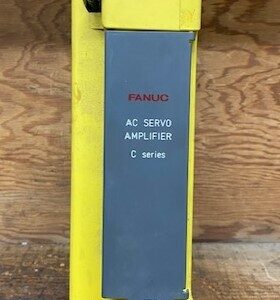 FANUC
AC SERVO
AMPLIFIER
C series